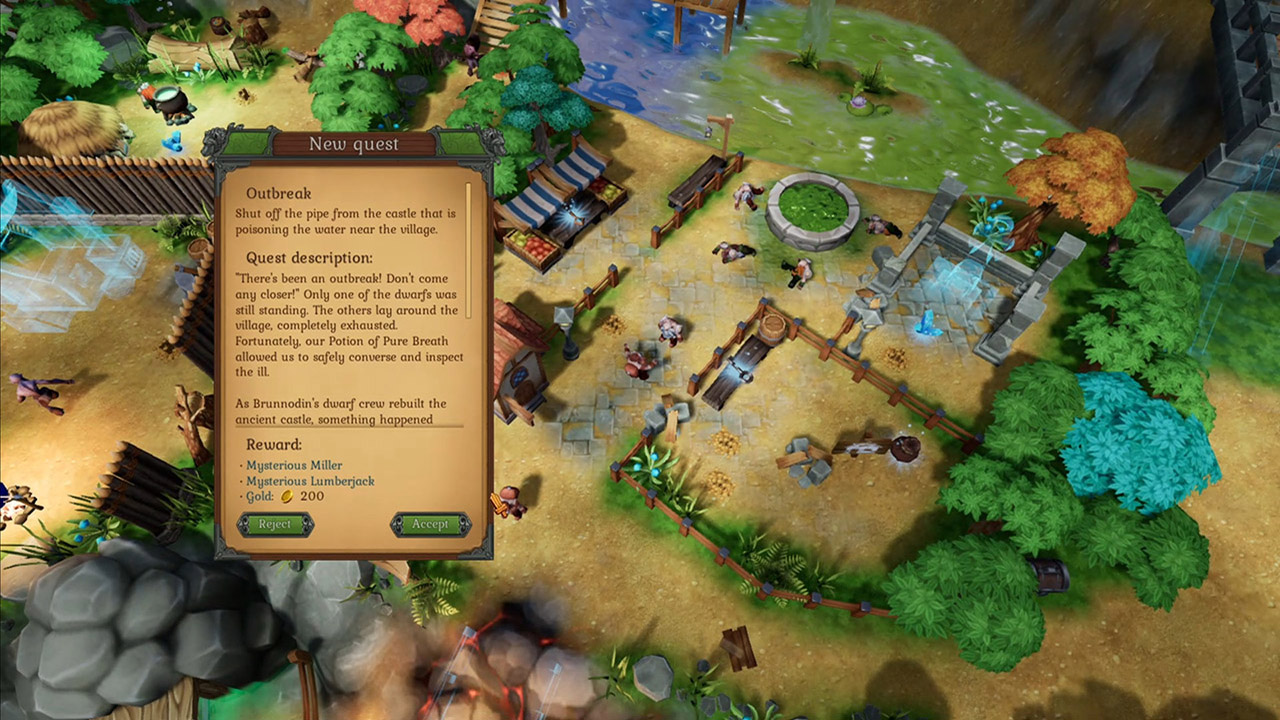 New quest
Outbreak
Shut off the pipe from the castle that is
poisoning the water near the village.
Quest description:
"There's been an outbreak! Don't come
any closer!" Only one of the dwarfs was
still standing. The others lay around the
village, completely exhausted.
Fortunately, our Potion of Pure Breath
allowed us to safely converse and inspect
the ill.
As Brunnodin's dwarf crew rebuilt the
ancient castle, something happened
Reward:
· Mysterious Miller
· Mysterious Lumberjack
· Gold: 200
Reject
Accept